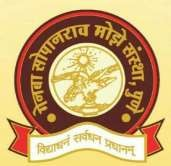 गेनबा सोपानराव मोझे संस्था, पुणे
विद्याधनं सर्वधन प्रधानम्